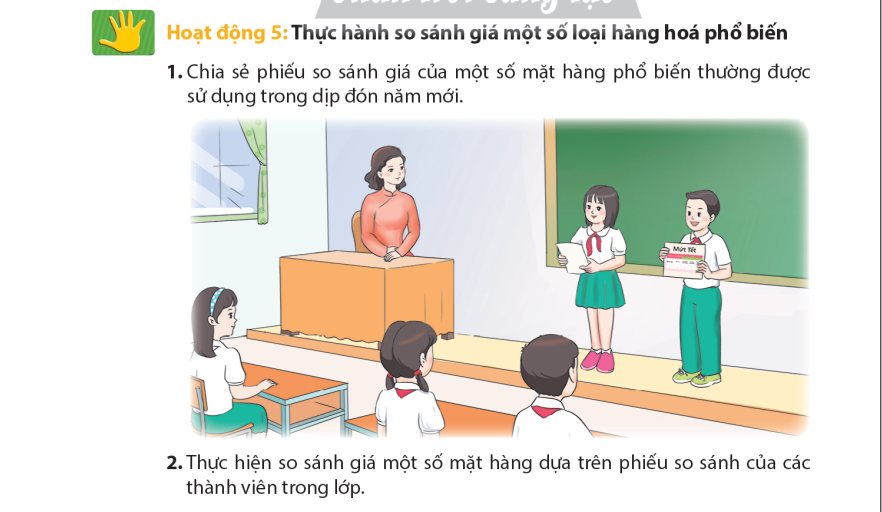 Hoạt động 5: Thực hành so sánh giá một số loại hàng hoá phổ biến
1. Chia sẻ phiếu so sánh giá của một số mặt hàng phổ biến thường được
sử dụng trong dịp đón năm mới.
Mứt Tết
2. Thực hiện so sánh giá một số mặt hàng dựa trên phiếu so sánh của các
thành viên trong lớp.